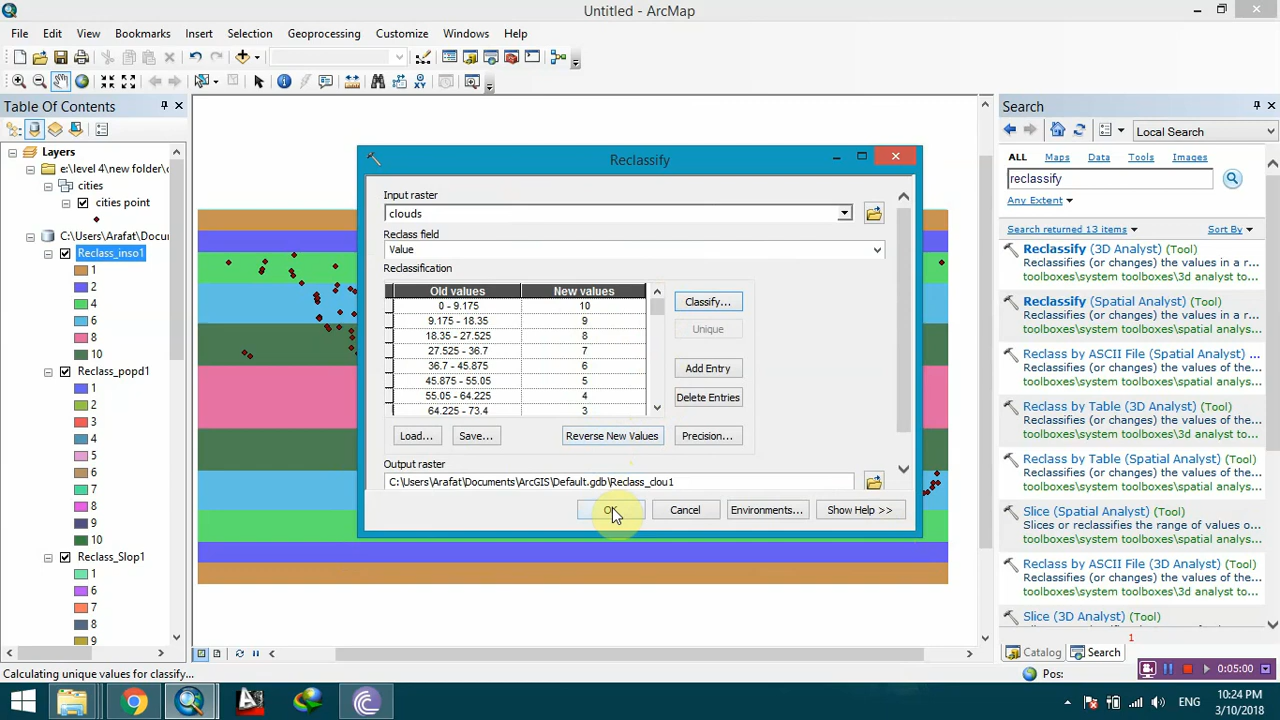 Untitled - ArcMap
File Edit View Bookmarks Insert Selection Geoprocessing Customize Windows Help
Table Of Contents
Layers
e:\level 4\new folder\c
cities
cities point
C:\Users\Arafat\Docu
Reclass_inso1
1
2
4
6
8
10
Reclass_popd1
1
2
3
4
5
6
7
8
9
10
Reclass_Slop1
1
6
7
8
9
Reclassify
Input raster
clouds
Reclass field
Value
Reclassification
Old values New values
0 - 9.175 10
9.175 - 18.35 9
18.35 - 27.525 8
27.525 - 36.7 7
36.7 - 45.875 6
45.875 - 55.05 5
55.05 - 64.225 4
64.225 - 73.4 3
Classify...
Unique
Add Entry
Delete Entries
Load... Save... Reverse New Values Precision...
Output raster
C:\Users\Arafat\Documents\ArcGIS\Default.gdb\Reclass_clou1
OK Cancel Environments... Show Help >>
Search
Local Search
ALL Maps Data Tools Images
reclassify
Any Extent
Search returned 13 items Sort By
Reclassify (3D Analyst) (Tool)
Reclassifies (or changes) the values in a r...
toolboxes\system toolboxes\3d analyst to...
Reclassify (Spatial Analyst) (Tool)
Reclassifies (or changes) the values in a r...
toolboxes\system toolboxes\spatial analys...
Reclass by ASCII File (Spatial Analyst) ...
Reclassifies (or changes) the values of the...
toolboxes\system toolboxes\spatial analys...
Reclass by Table (3D Analyst) (Tool)
Reclassifies (or changes) the values of the...
toolboxes\system toolboxes\3d analyst to...
Reclass by Table (Spatial Analyst) (Tool)
Reclassifies (or changes) the values of the...
toolboxes\system toolboxes\spatial analys...
Slice (Spatial Analyst) (Tool)
Slices or reclassifies the range of values o...
toolboxes\system toolboxes\spatial analys...
Reclass by ASCII File (3D Analyst) (Tool)
Reclassifies (or changes) the values of the...
toolboxes\system toolboxes\3d analyst to...
Slice (3D Analyst) (Tool)
1
Catalog Search
Calculating unique values for classify...
Pos:
0:05:00
ENG
10:24 PM
3/10/2018